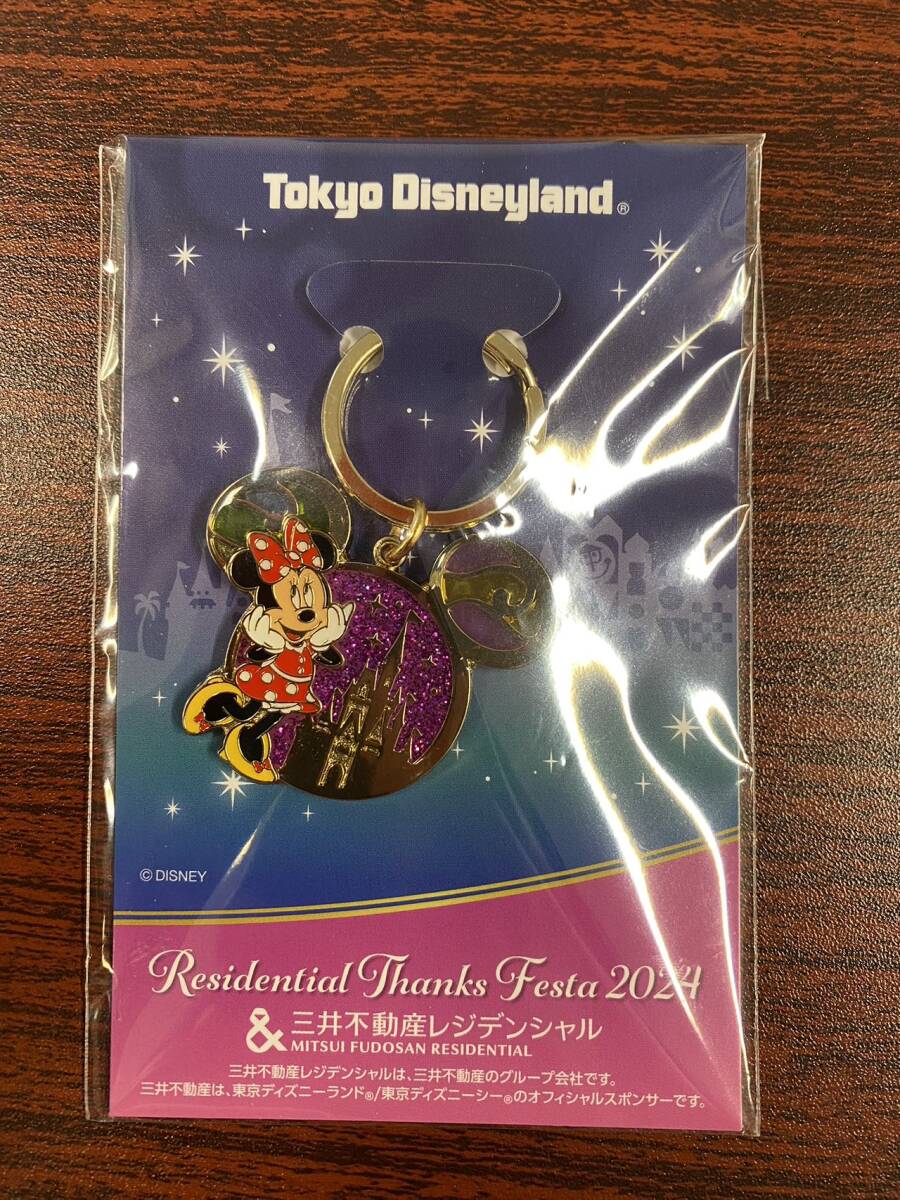 Tokyo Disneyland®
© DISNEY
Residential Thanks Festa 2024
& 三井不動産レジデンシャル
MITSUI FUDOSAN RESIDENTIAL
三井不動産レジデンシャルは、三井不動産のグループ会社です。
三井不動産は、東京ディズニーランド®/東京ディズニーシー®のオフィシャルスポンサーです。